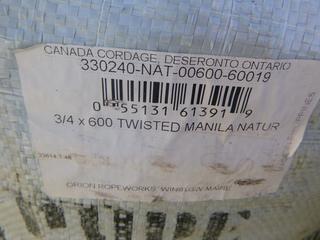 CANADA CORDAGE, DESERONTO ONTARIO
330240-NAT-00600-60019
0 55131 61391 9
3/4 x 600 TWISTED MANILA NATUR
ORION ROPEWORKS